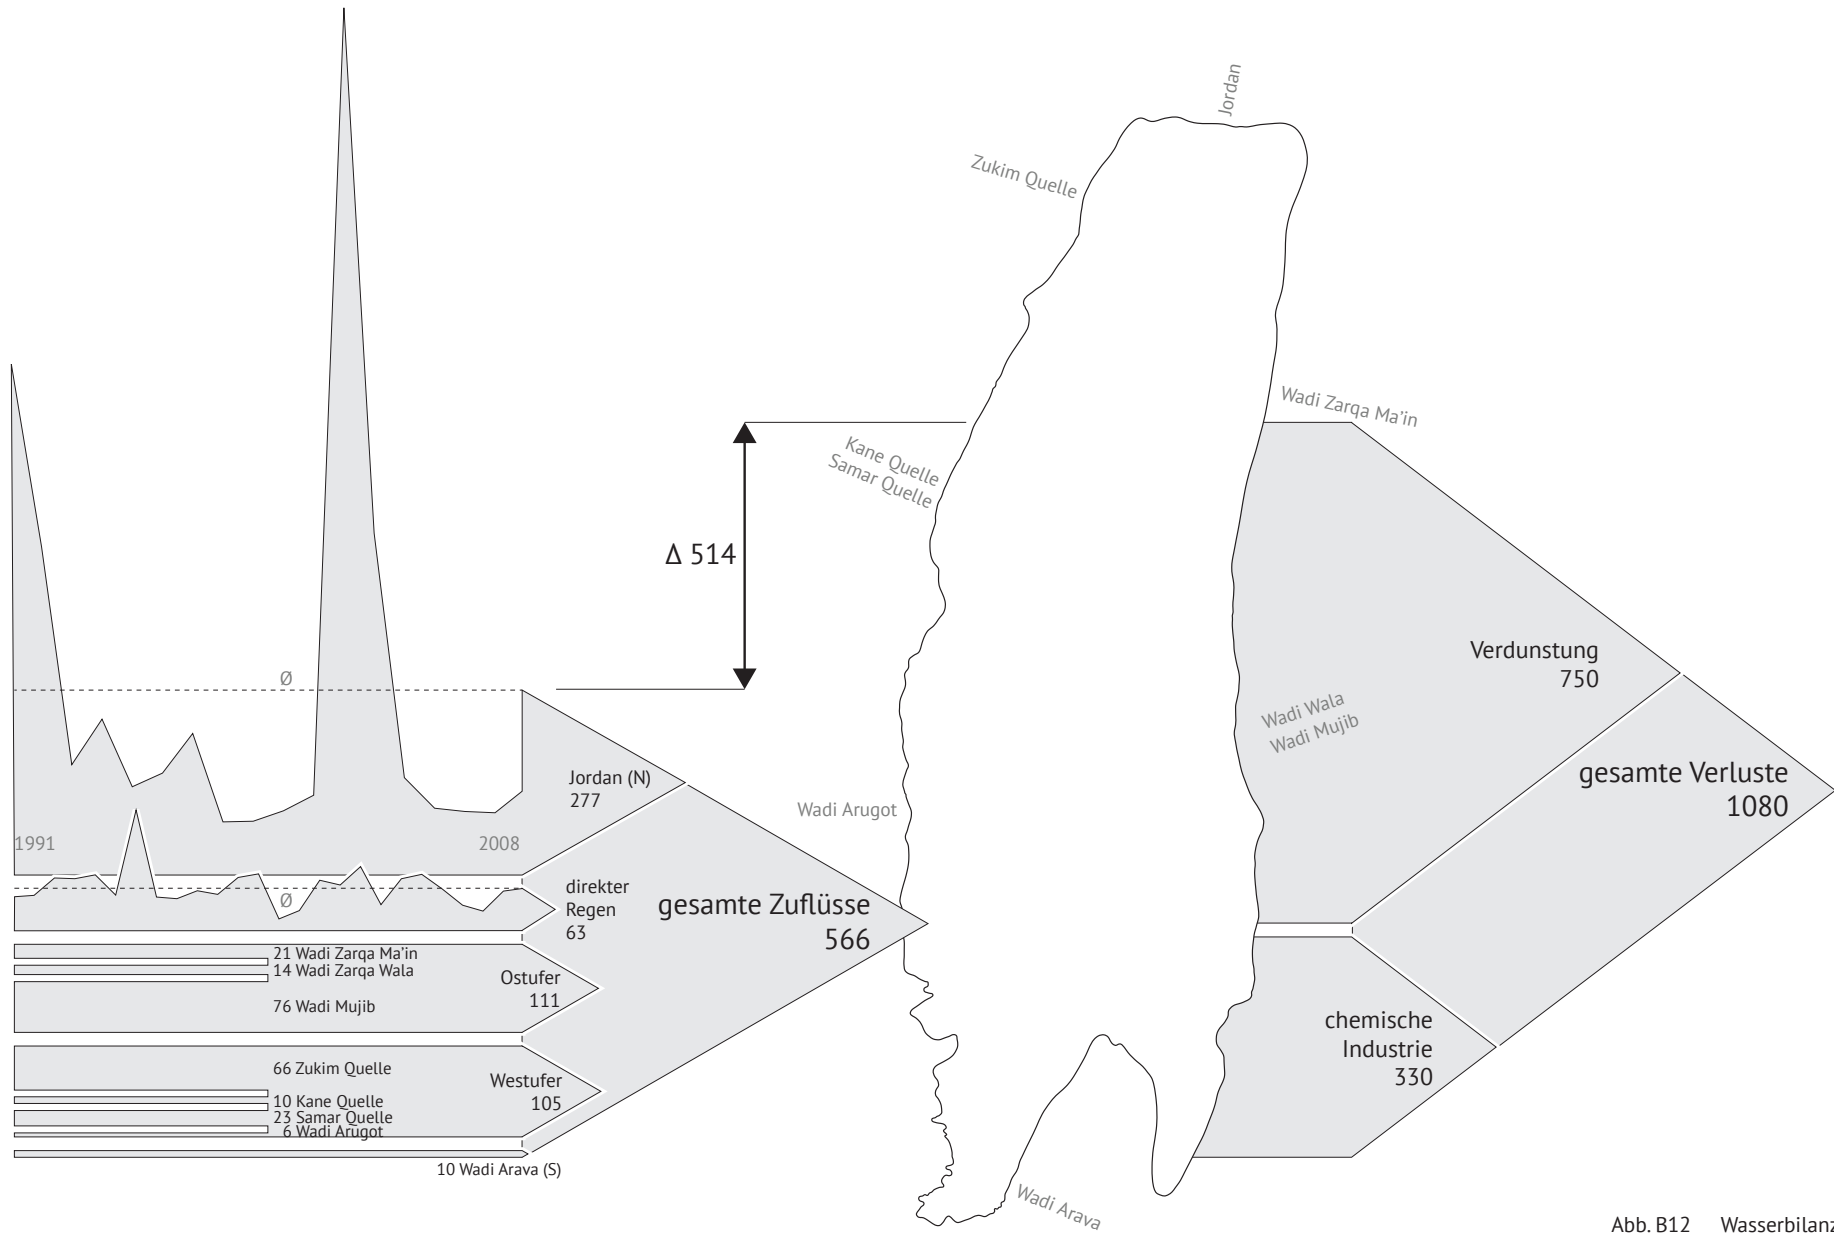 Jordan
Zukim Quelle
Wadi Zarqa Ma'in
Kane Quelle
Samar Quelle
Δ 514
Ø
Verdunstung
750
Wadi Wala
Wadi Mujib
Jordan (N)
277
gesamte Verluste
1080
Wadi Arugot
1991
2008
direkter
Regen
63
Ø
gesamte Zuflüsse
566
21 Wadi Zarqa Ma'in
14 Wadi Zarqa Wala
76 Wadi Mujib
Ostufer
111
chemische
Industrie
330
66 Zukim Quelle
10 Kane Quelle
23 Samar Quelle
6 Wadi Arugot
Westufer
105
10 Wadi Arava (S)
Wadi Arava
Abb. B12 Wasserbilanz